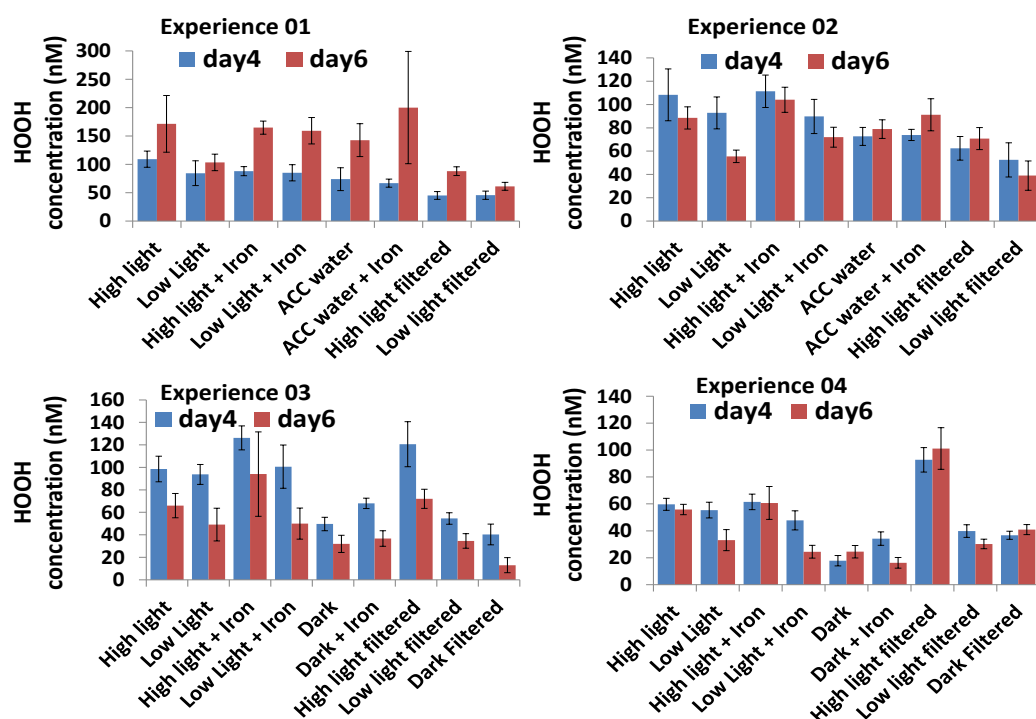 Experience 01
HOOH
concentration (nM)
300
250
200
150
100
50
0
day4 day6
High light
Low Light
High light + Iron
Low Light + Iron
ACC water
ACC water + Iron
High light filtered
Low light filtered
Experience 02
HOOH
concentration (nM)
140
120
100
80
60
40
20
0
day4 day6
High light
Low Light
High light + Iron
Low Light + Iron
ACC water
ACC water + Iron
High light filtered
Low light filtered
Experience 03
HOOH
concentration (nM)
160
140
120
100
80
60
40
20
0
day4 day6
High light
Low Light
High light + Iron
Low Light + Iron
Dark
Dark + Iron
High light filtered
Low light filtered
Dark Filtered
Experience 04
HOOH
concentration (nM)
140
120
100
80
60
40
20
0
day4 day6
High light
Low Light
High light + Iron
Low Light + Iron
Dark
Dark + Iron
High light filtered
Low light filtered
Dark Filtered